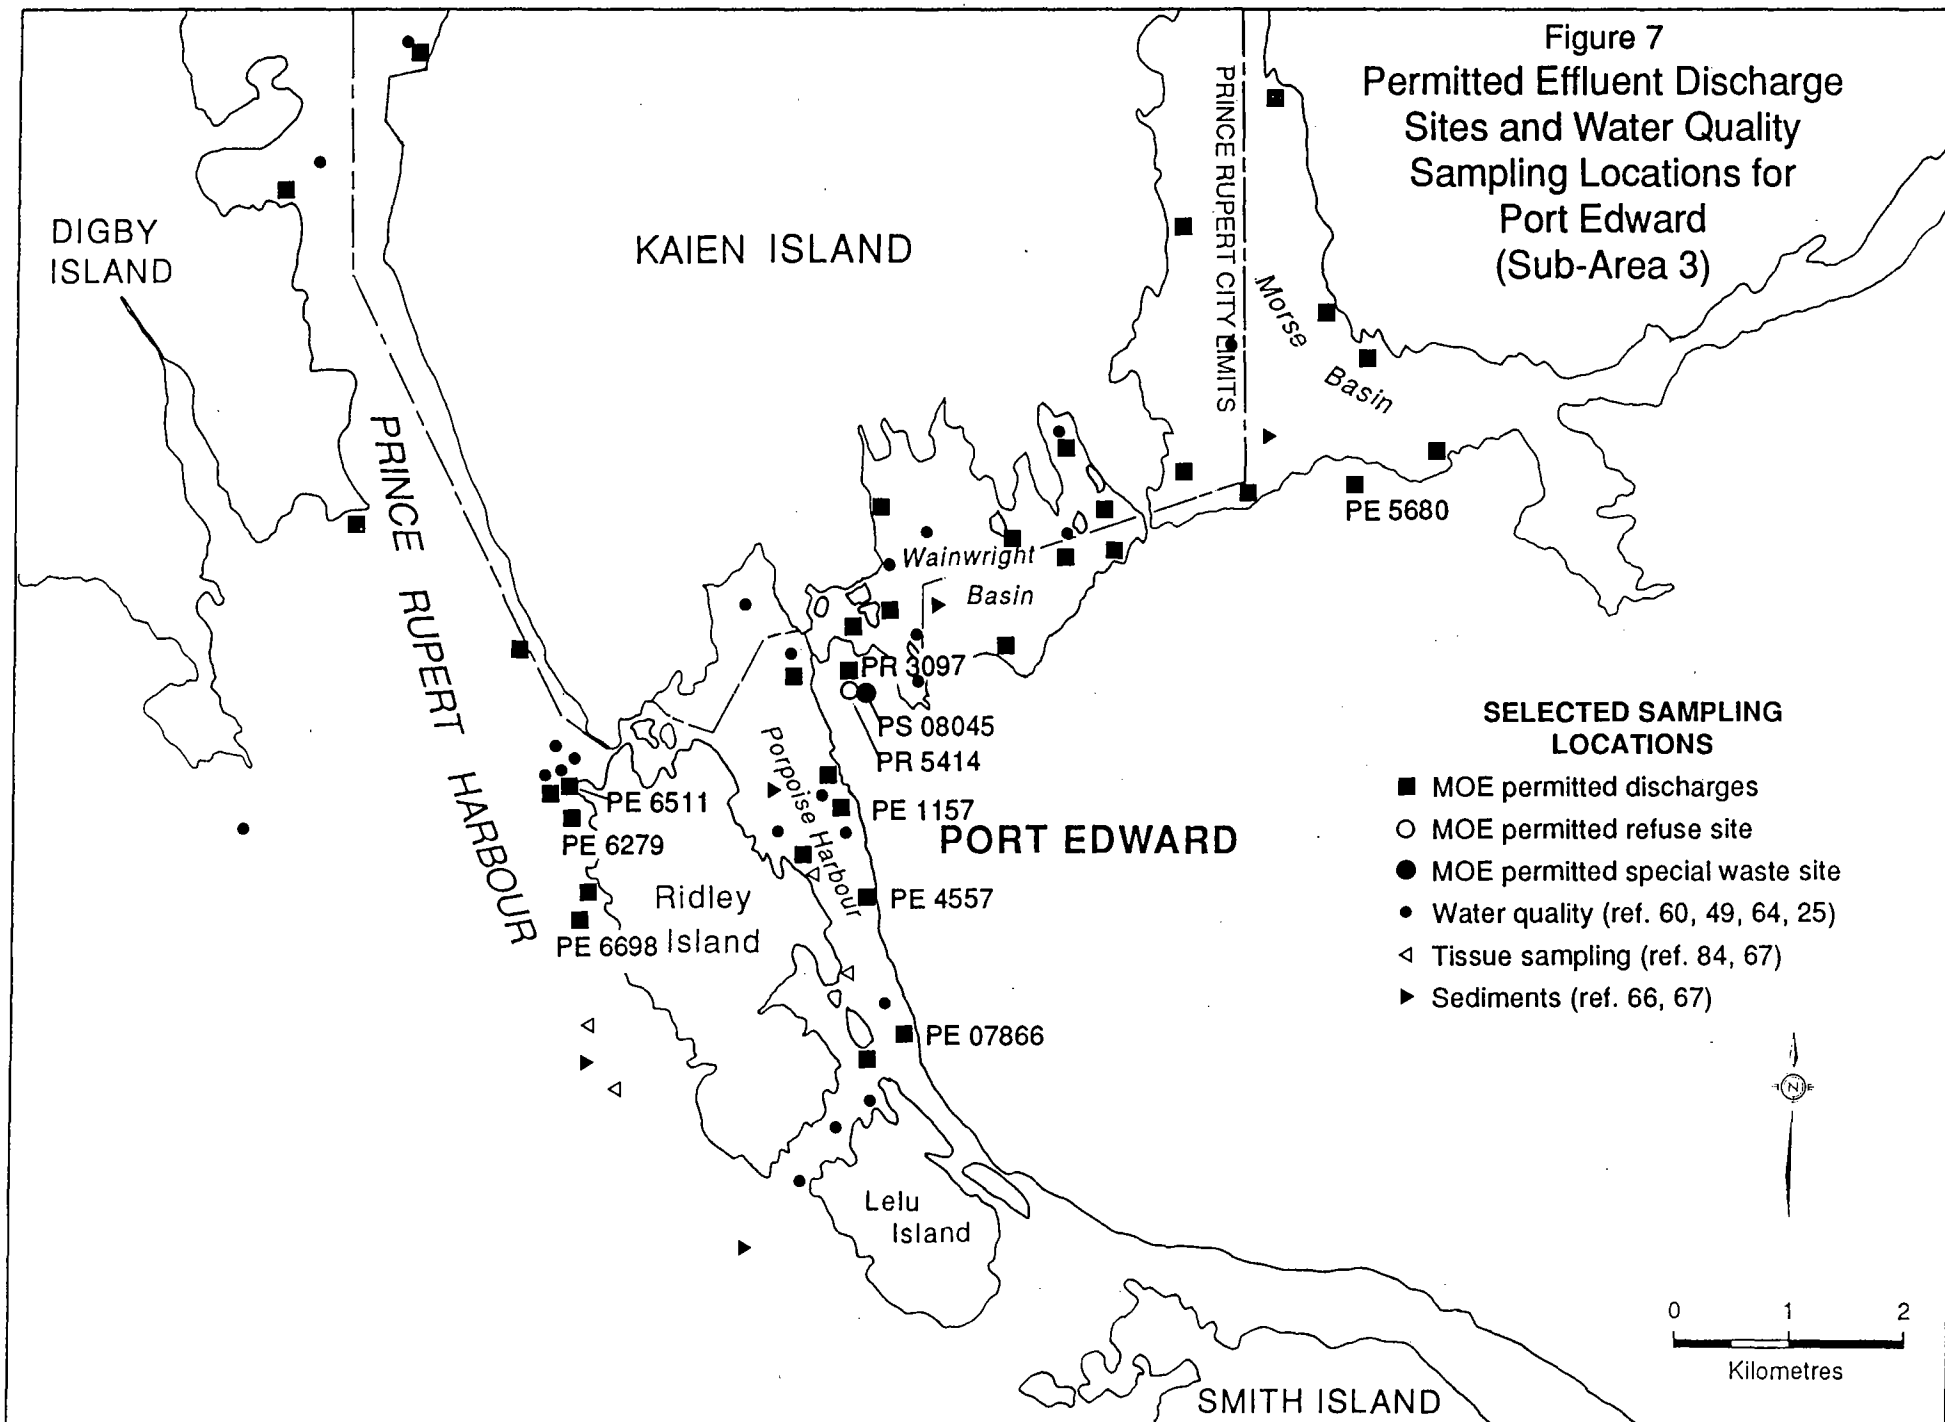 Figure 7
Permitted Effluent Discharge
Sites and Water Quality
Sampling Locations for
Port Edward
(Sub-Area 3)
DIGBY
ISLAND
KAIEN ISLAND
PRINCE RUPERT CITY LIMITS
Morse
Basin
PRINCE RUPERT HARBOUR
PE 5680
Wainwright
Basin
PR 3097
PS 08045
PR 5414
Porpoise Harbour
PE 6511
PE 1157
PE 6279
PORT EDWARD
Ridley
Island
PE 4557
PE 6698
PE 07866
Lelu
Island
SMITH ISLAND
SELECTED SAMPLING
LOCATIONS
MOE permitted discharges
MOE permitted refuse site
MOE permitted special waste site
Water quality (ref. 60, 49, 64, 25)
Tissue sampling (ref. 84, 67)
Sediments (ref. 66, 67)
N
E
0 1 2
Kilometres